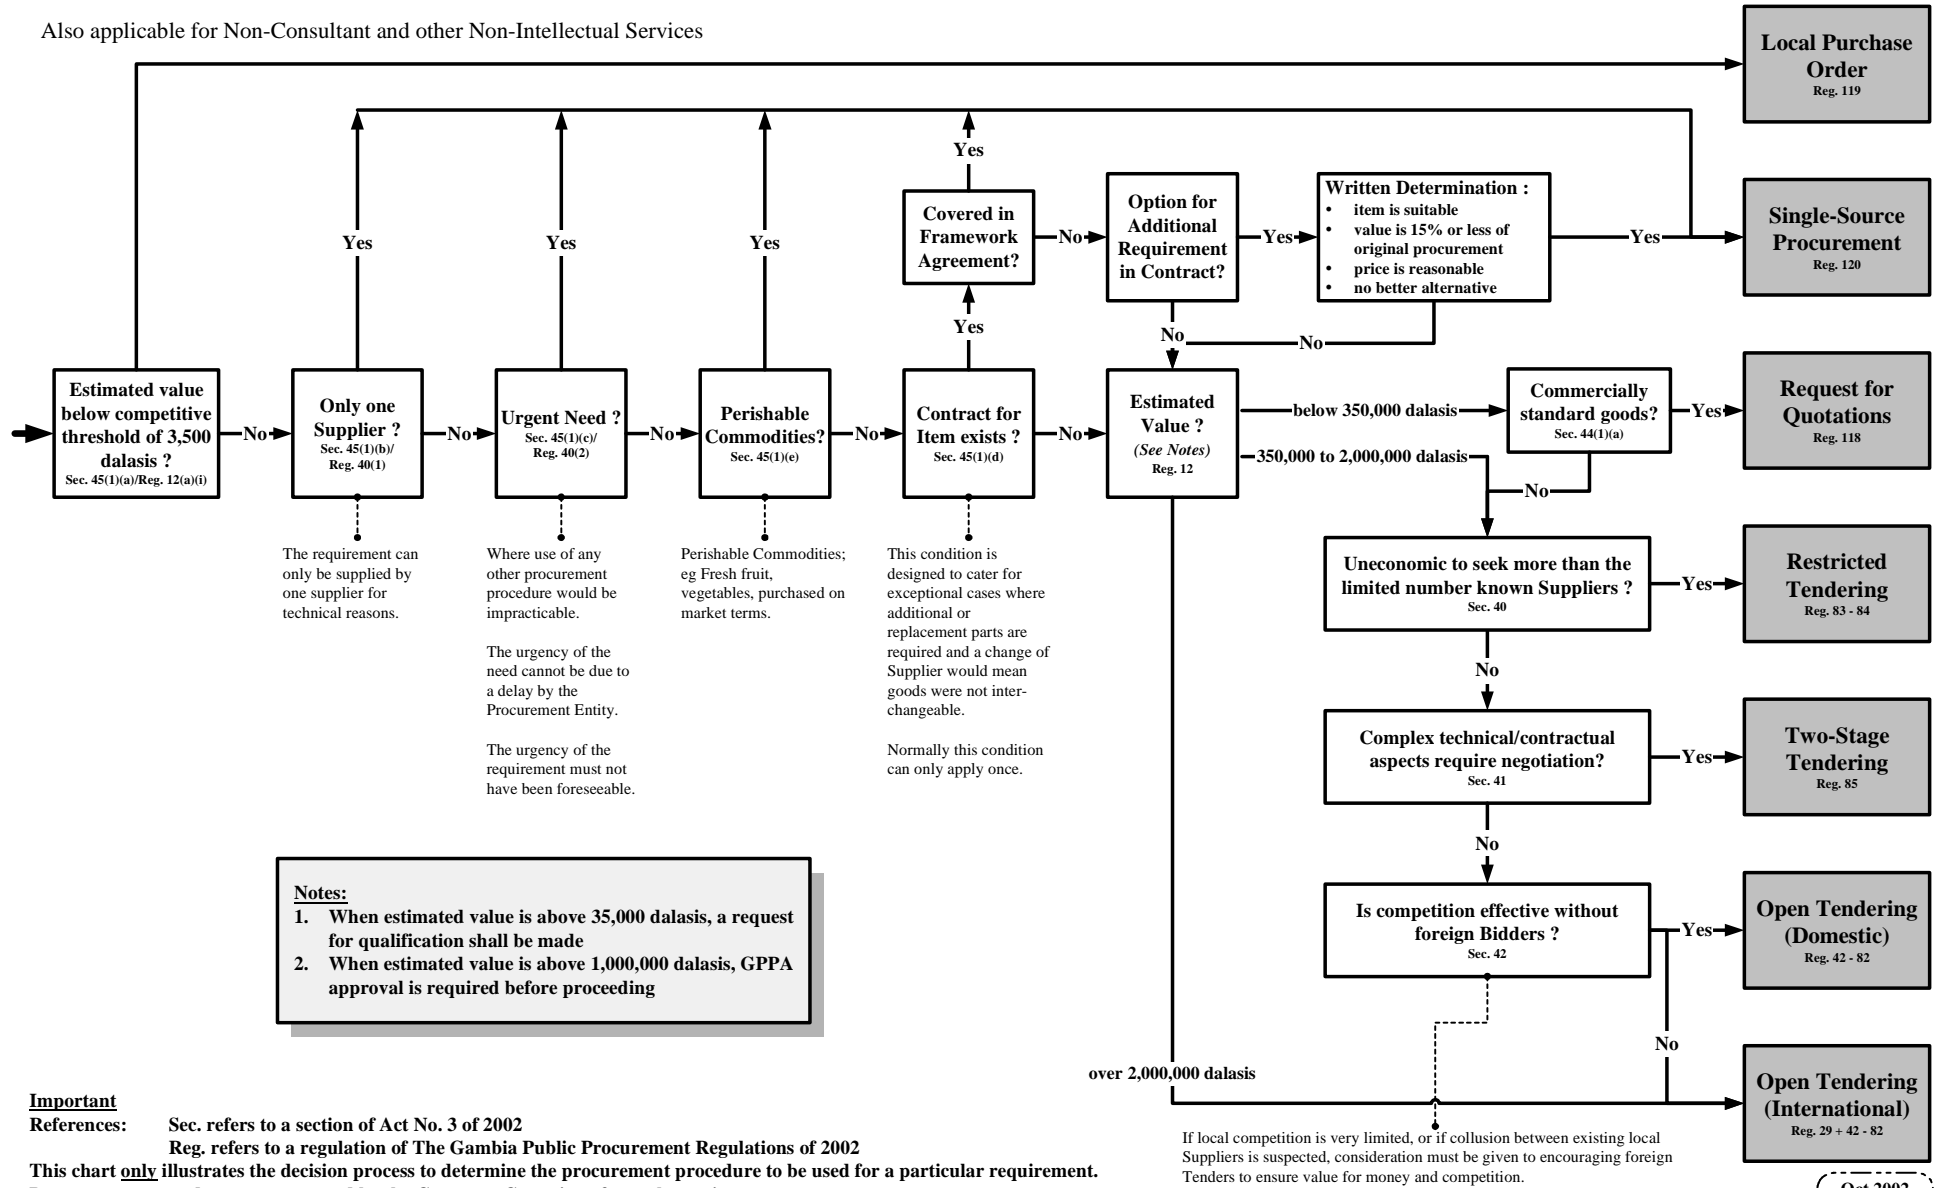 Also applicable for Non-Consultant and other Non-Intellectual Services
Local Purchase
Order
Reg. 119
Yes
Yes
Yes
Yes
Covered in
Framework
Agreement?
No
Option for
Additional
Requirement
in Contract?
Yes
Written Determination :
• item is suitable
• value is 15% or less of
original procurement
• price is reasonable
• no better alternative
Yes
Single-Source
Procurement
Reg. 120
Yes
No
No
Estimated value
below competitive
threshold of 3,500
dalasis ?
Sec. 45(1)(a)/Reg. 12(a)(i)
No
Only one
Supplier ?
Sec. 45(1)(b)/
Reg. 40(1)
No
Urgent Need ?
Sec. 45(1)(c)/
Reg. 40(2)
No
Perishable
Commodities?
Sec. 45(1)(e)
No
Contract for
Item exists ?
Sec. 45(1)(d)
No
Estimated
Value ?
(See Notes)
Reg. 12
below 350,000 dalasis
350,000 to 2,000,000 dalasis
Commercially
standard goods?
Sec. 44(1)(a)
Yes
Request for
Quotations
Reg. 118
No
The requirement can
only be supplied by
one supplier for
technical reasons.
Where use of any
other procurement
procedure would be
impracticable.
The urgency of the
need cannot be due to
a delay by the
Procurement Entity.
The urgency of the
requirement must not
have been foreseeable.
Perishable Commodities;
eg Fresh fruit,
vegetables, purchased on
market terms.
This condition is
designed to cater for
exceptional cases where
additional or
replacement parts are
required and a change of
Supplier would mean
goods were not inter-
changeable.
Normally this condition
can only apply once.
Uneconomic to seek more than the
limited number known Suppliers ?
Sec. 40
Yes
Restricted
Tendering
Reg. 83 - 84
No
Complex technical/contractual
aspects require negotiation?
Sec. 41
Yes
Two-Stage
Tendering
Reg. 85
No
Is competition effective without
foreign Bidders ?
Sec. 42
Yes
Open Tendering
(Domestic)
Reg. 42 - 82
No
Notes:
1. When estimated value is above 35,000 dalasis, a request
for qualification shall be made
2. When estimated value is above 1,000,000 dalasis, GPPA
approval is required before proceeding
over 2,000,000 dalasis
Open Tendering
(International)
Reg. 29 + 42 - 82
If local competition is very limited, or if collusion between existing local
Suppliers is suspected, consideration must be given to encouraging foreign
Tenders to ensure value for money and competition.
Important
References: Sec. refers to a section of Act No. 3 of 2002
Reg. refers to a regulation of The Gambia Public Procurement Regulations of 2002
This chart only illustrates the decision process to determine the procurement procedure to be used for a particular requirement.
Oct 2002